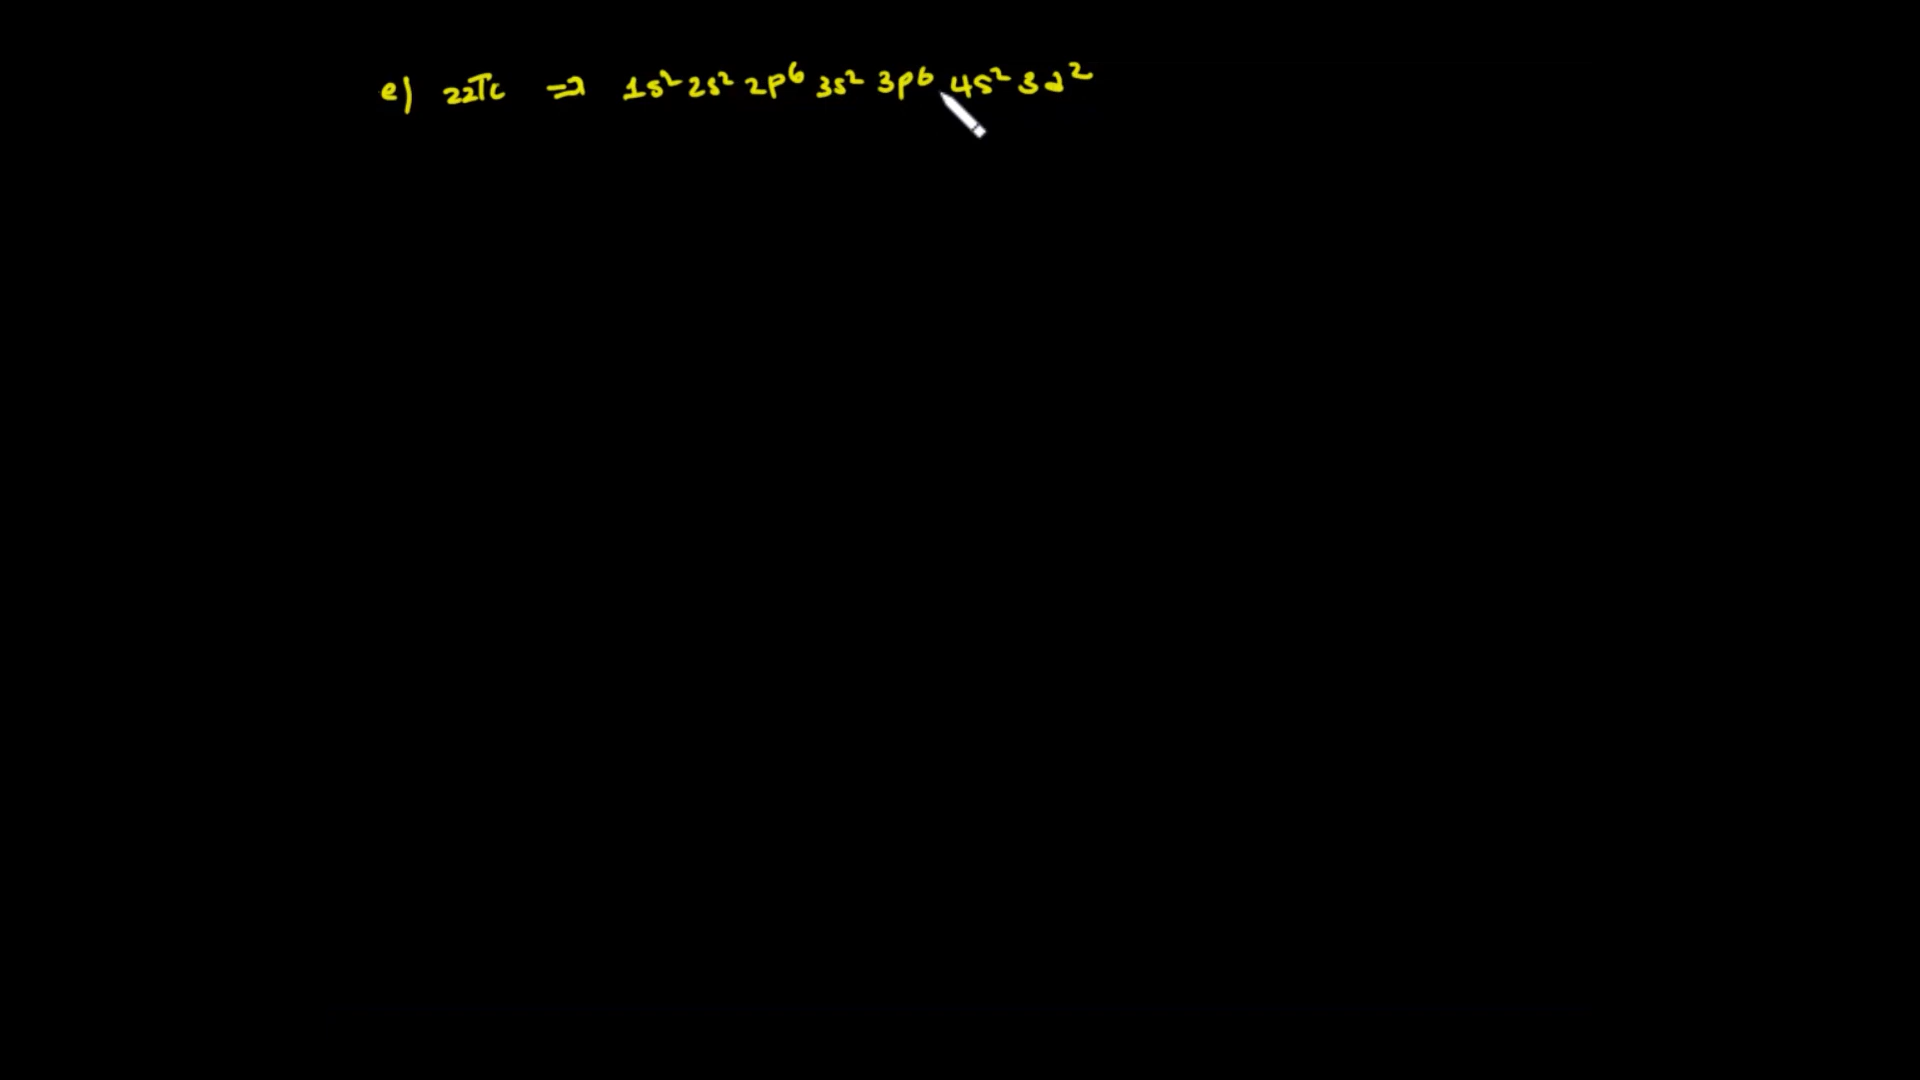 e) 22Ti ⇒ 1s² 2s² 2p⁶ 3s² 3p⁶ 4s² 3d²